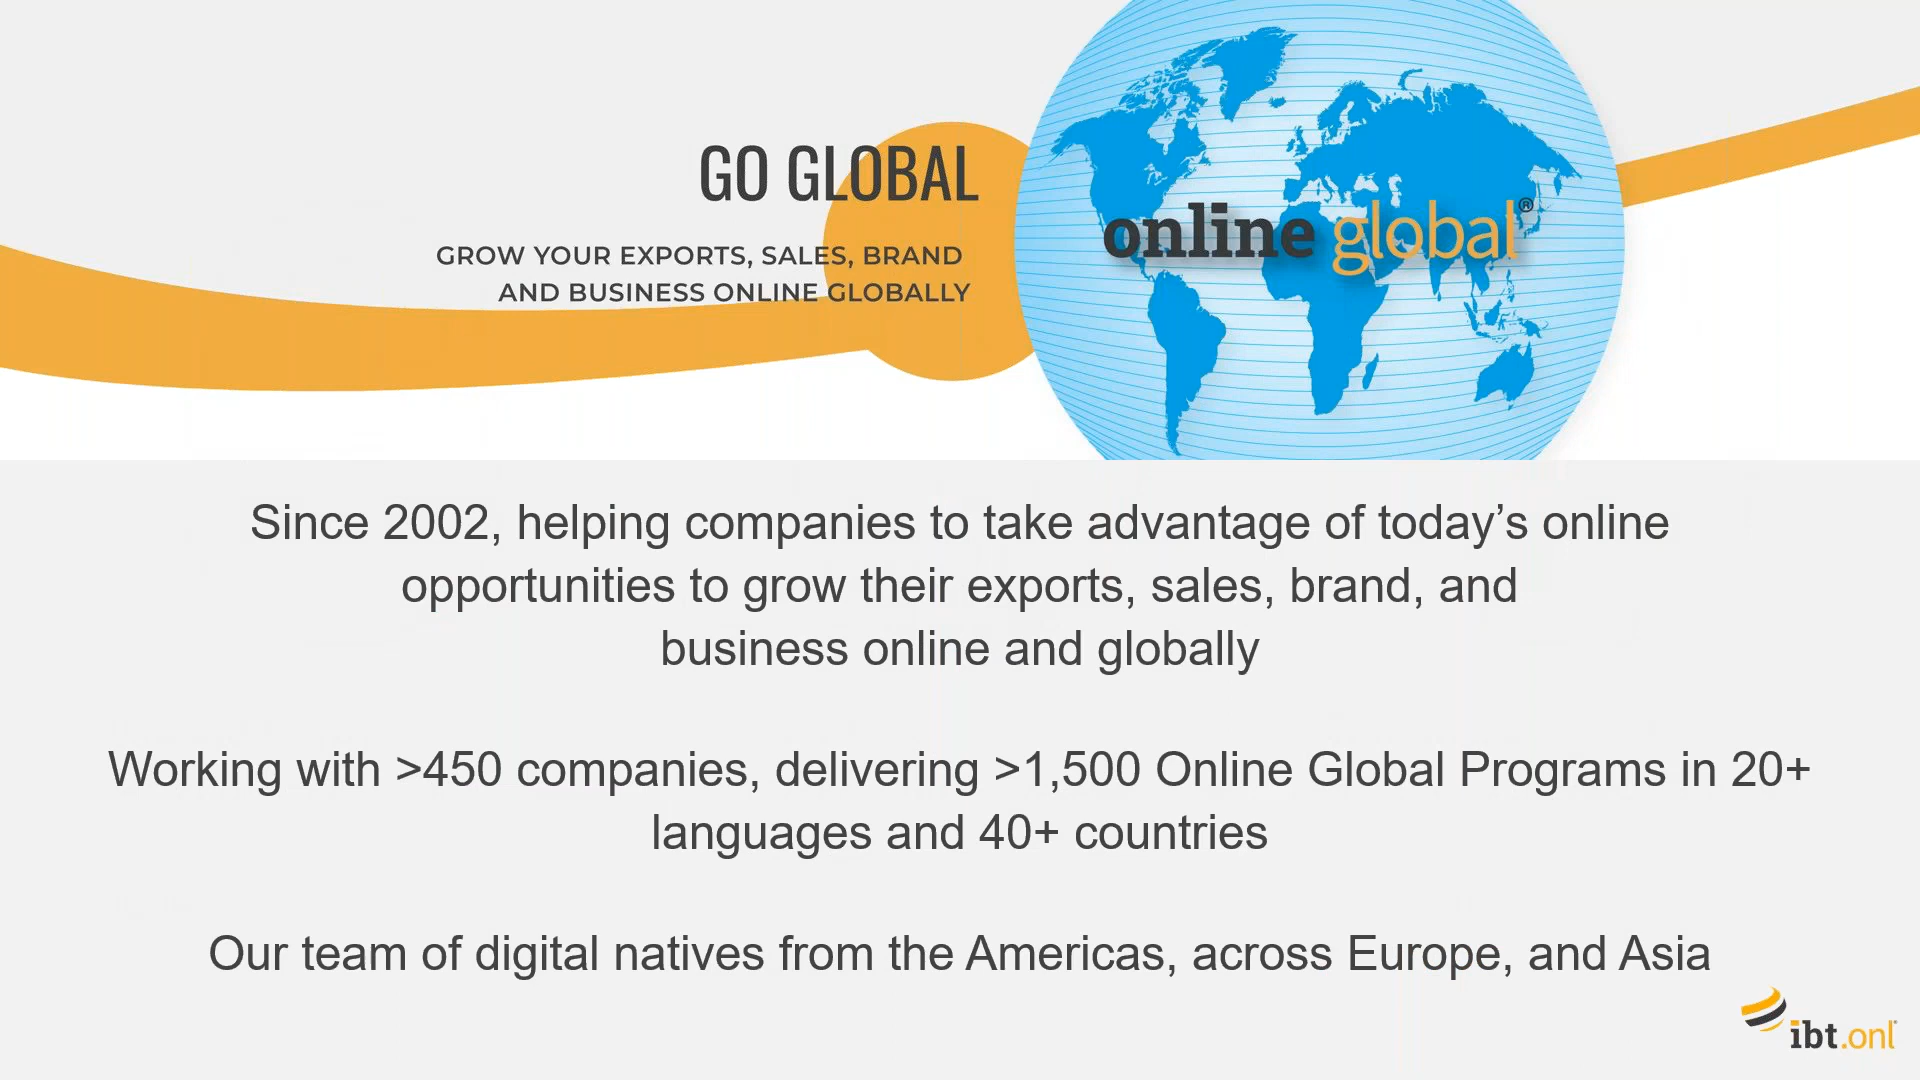 GO GLOBAL
GROW YOUR EXPORTS, SALES, BRAND
AND BUSINESS ONLINE GLOBALLY
online global®
Since 2002, helping companies to take advantage of today’s online
opportunities to grow their exports, sales, brand, and
business online and globally
Working with >450 companies, delivering >1,500 Online Global Programs in 20+
languages and 40+ countries
Our team of digital natives from the Americas, across Europe, and Asia
ibt.onl